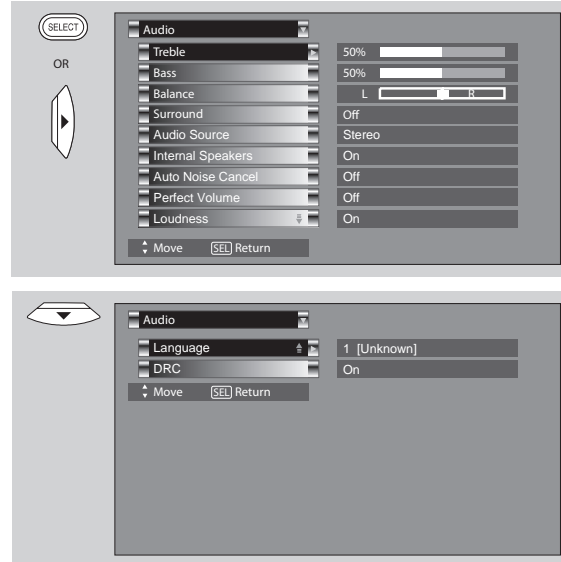 SELECT
OR
Audio
Treble 50%
Bass 50%
Balance L R
Surround Off
Audio Source Stereo
Internal Speakers On
Auto Noise Cancel Off
Perfect Volume Off
Loudness On
Move SEL Return
Audio
Language 1 [Unknown]
DRC On
Move SEL Return